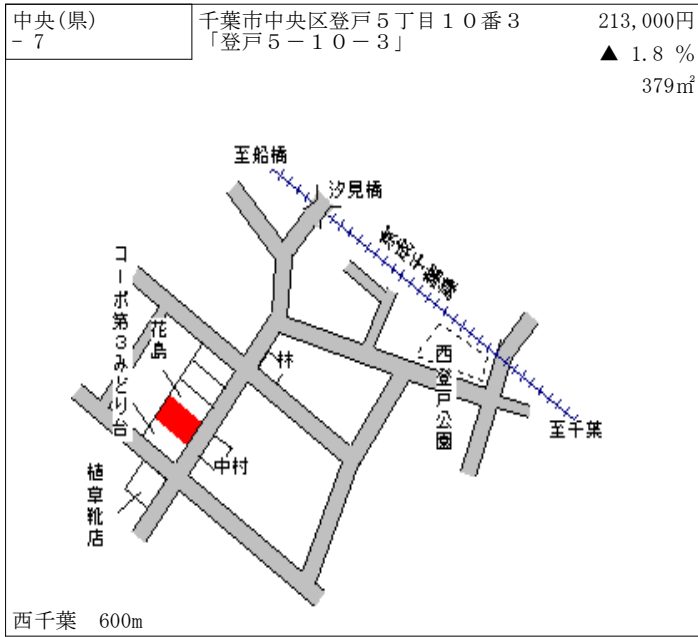 中央(県)
- 7
千葉市中央区登戸５丁目１０番３
「登戸５－１０－３」
213,000円
▲ 1.8 %
379㎡
至船橋
汐見橋
京成千葉線
コーポ第３みどり台
花島
林
西登戸公園
至千葉
中村
植草靴店
西千葉　600m